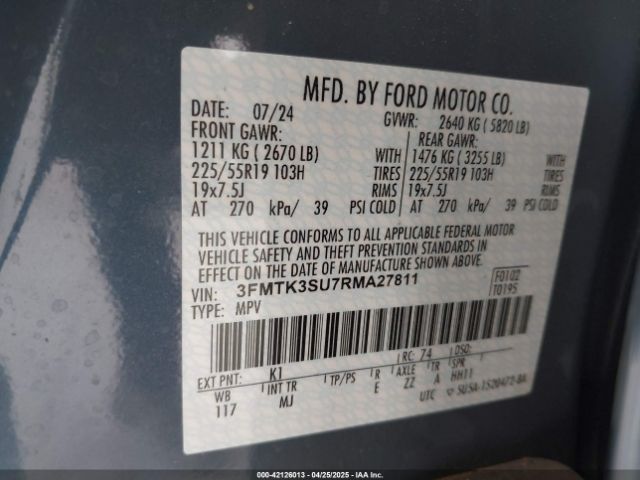 MFD. BY FORD MOTOR CO.
DATE: 07/24 GVWR: 2640 KG ( 5820 LB)
FRONT GAWR: REAR GAWR:
1211 KG ( 2670 LB) WITH 1476 KG ( 3255 LB) WITH
225/55R19 103H TIRES 225/55R19 103H TIRES
19x7.5J RIMS 19x7.5J RIMS
AT 270 kPa/ 39 PSI COLD AT 270 kPa/ 39 PSI COLD
THIS VEHICLE CONFORMS TO ALL APPLICABLE FEDERAL MOTOR
VEHICLE SAFETY AND THEFT PREVENTION STANDARDS IN
EFFECT ON THE DATE OF MANUFACTURE SHOWN ABOVE.
VIN: 3FMTK3SU7RMA27811 F0102
TYPE: MPV T0195
EXT PNT: K1 RC: 74 DSO:
WB INT TR TP/PS R AXLE TR SPR
117 MJ E ZZ A HH11
UTC
000-42126013 - 04/25/2025 - IAAI.COM